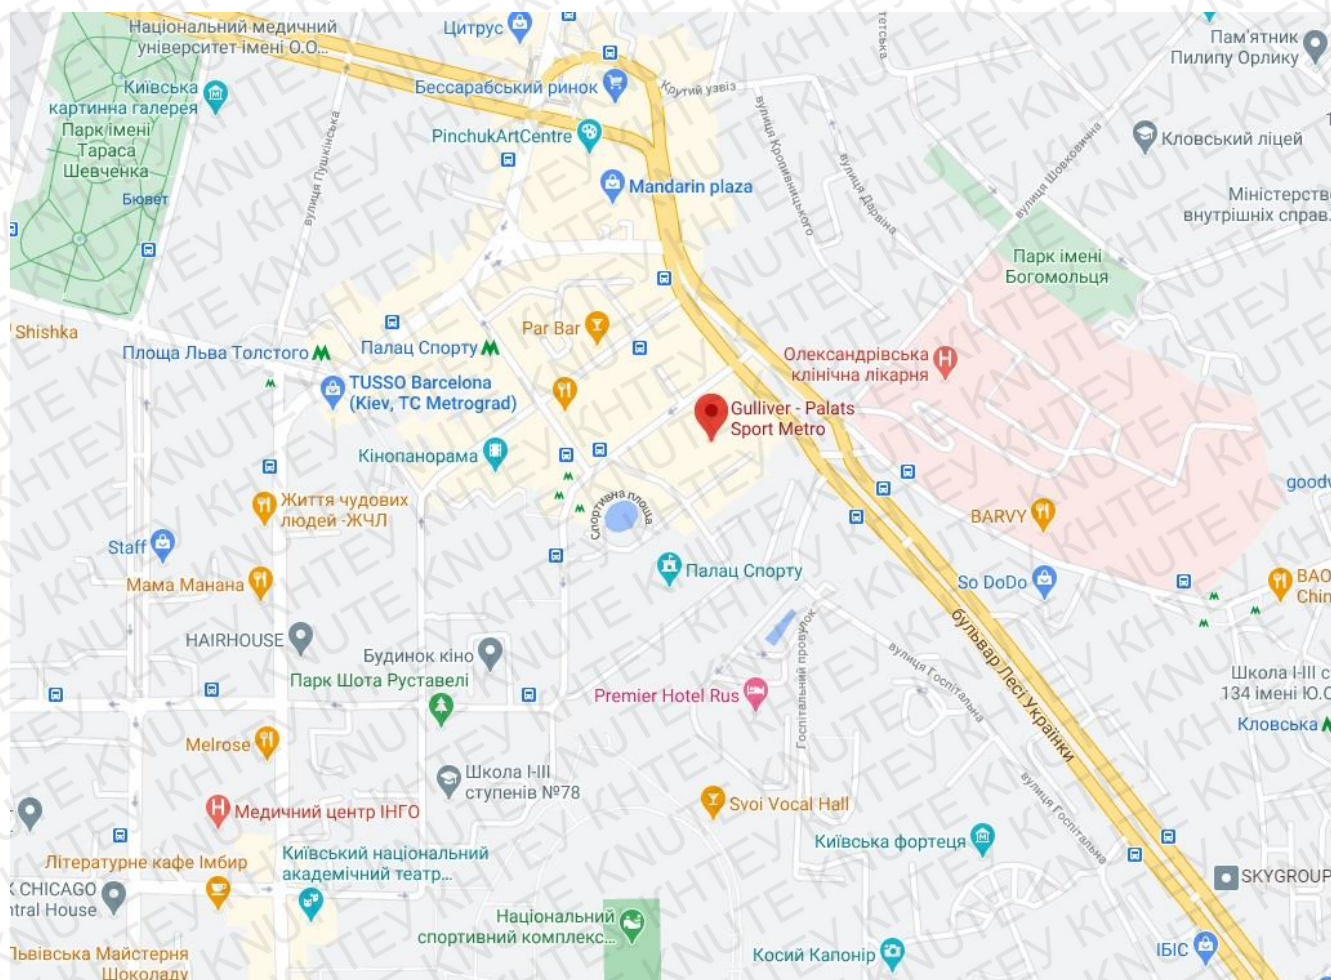 Національний медичний
університет імені О.О...
Цитрус
Пам'ятник
Пилипу Орлику
Київська
картинна галерея
Бессарабський ринок
Крутий узвіз
Парк імені
Тараса
Шевченка
PinchukArtCentre
Кловський ліцей
вулиця Пушкінська
вулиця Кропивницького
вулиця Дарвіна
вулиця Шовковична
Бювет
Mandarin plaza
Міністерство
внутрішніх справ.
Парк імені
Богомольця
Shishka
Par Bar
Площа Льва Толстого
Палац Спорту
Олександрівська
клінічна лікарня
TUSSO Barcelona
(Kiev, TC Metrograd)
Gulliver - Palats
Sport Metro
Кінопанорама
Життя чудових
людей -ЖЧЛ
Спортивна площа
BARVY
Staff
Палац Спорту
Мама Манана
So DoDo
BAO
HAIRHOUSE
Будинок кіно
бульвар Лесі Українки
Госпітальний провулок
вулиця Госпітальна
Парк Шота Руставелі
Premier Hotel Rus
Школа І-ІІІ с
134 імені Ю.О
Кловська
Melrose
Школа І-ІІІ
ступенів №78
вулиця Госпітальна
Медичний центр ІНГО
Svoi Vocal Hall
Київська фортеця
Літературне кафе Імбир
Київський національний
академічний театр...
SKYGROUP
CHICAGO
ntral House
Національний
спортивний комплекс...
Львівська Майстерня
Шоколаду
Косий Капонір
ІБІС
KNUTE КНТЕУ